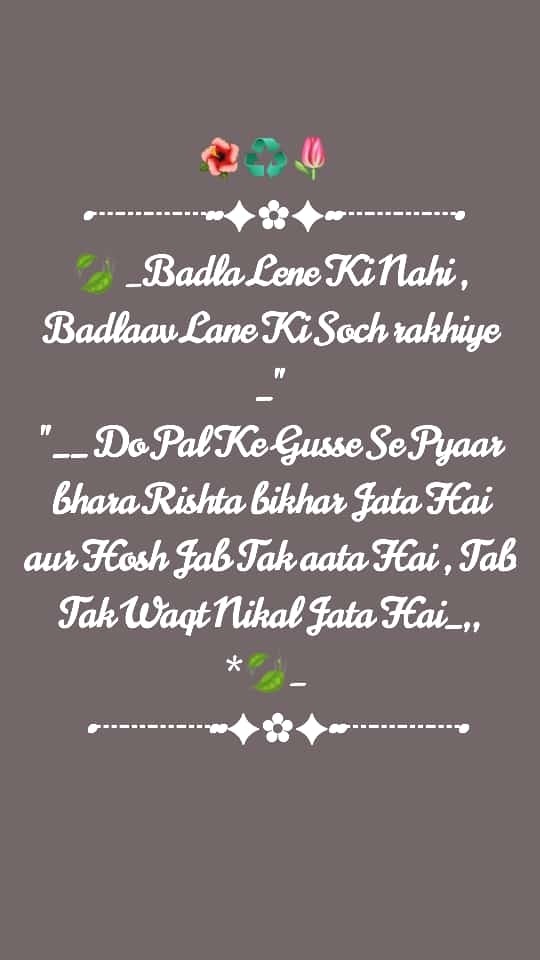 🌺♻️🌷
•┈┈┈┈┈••✦✿✦••┈┈┈┈┈•
🍃 _Badla Lene Ki Nahi ,
Badlaav Lane Ki Soch rakhiye
_"
"__ Do Pal Ke Gusse Se Pyaar
bhara Rishta bikhar Jata Hai
aur Hosh Jab Tak aata Hai , Tab
Tak Waqt Nikal Jata Hai_,,
*🍃_
•┈┈┈┈┈••✦✿✦••┈┈┈┈┈•